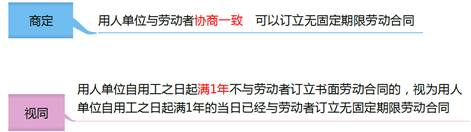 商定
用人单位与劳动者协商一致　可以订立无固定期限劳动合同
视同
用人单位自用工之日起满1年不与劳动者订立书面劳动合同的，视为用人
单位自用工之日起满1年的当日已经与劳动者订立无固定期限劳动合同